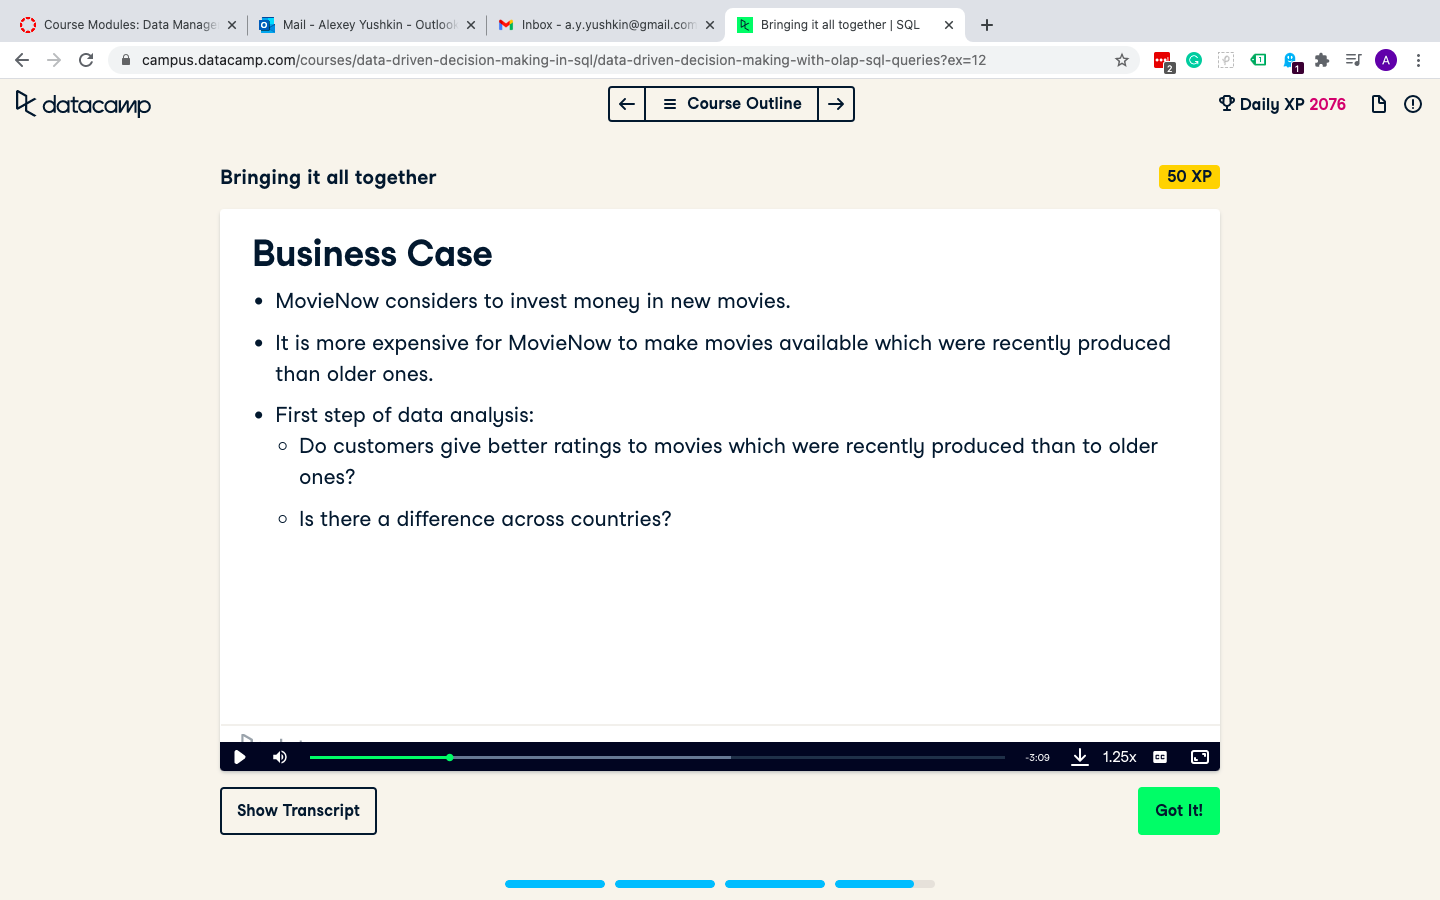 Course Modules: Data Manage
Mail - Alexey Yushkin - Outlook
Inbox - a.y.yushkin@gmail.com
Bringing it all together | SQL
campus.datacamp.com/courses/data-driven-decision-making-in-sql/data-driven-decision-making-with-olap-sql-queries?ex=12
2
1
1
A
datacamp
Course Outline
Daily XP 2076
Bringing it all together
50 XP
Business Case
• MovieNow considers to invest money in new movies.
• It is more expensive for MovieNow to make movies available which were recently produced
than older ones.
• First step of data analysis:
○ Do customers give better ratings to movies which were recently produced than to older
ones?
○ Is there a difference across countries?
-3:09
1.25x
CC
Show Transcript
Got It!